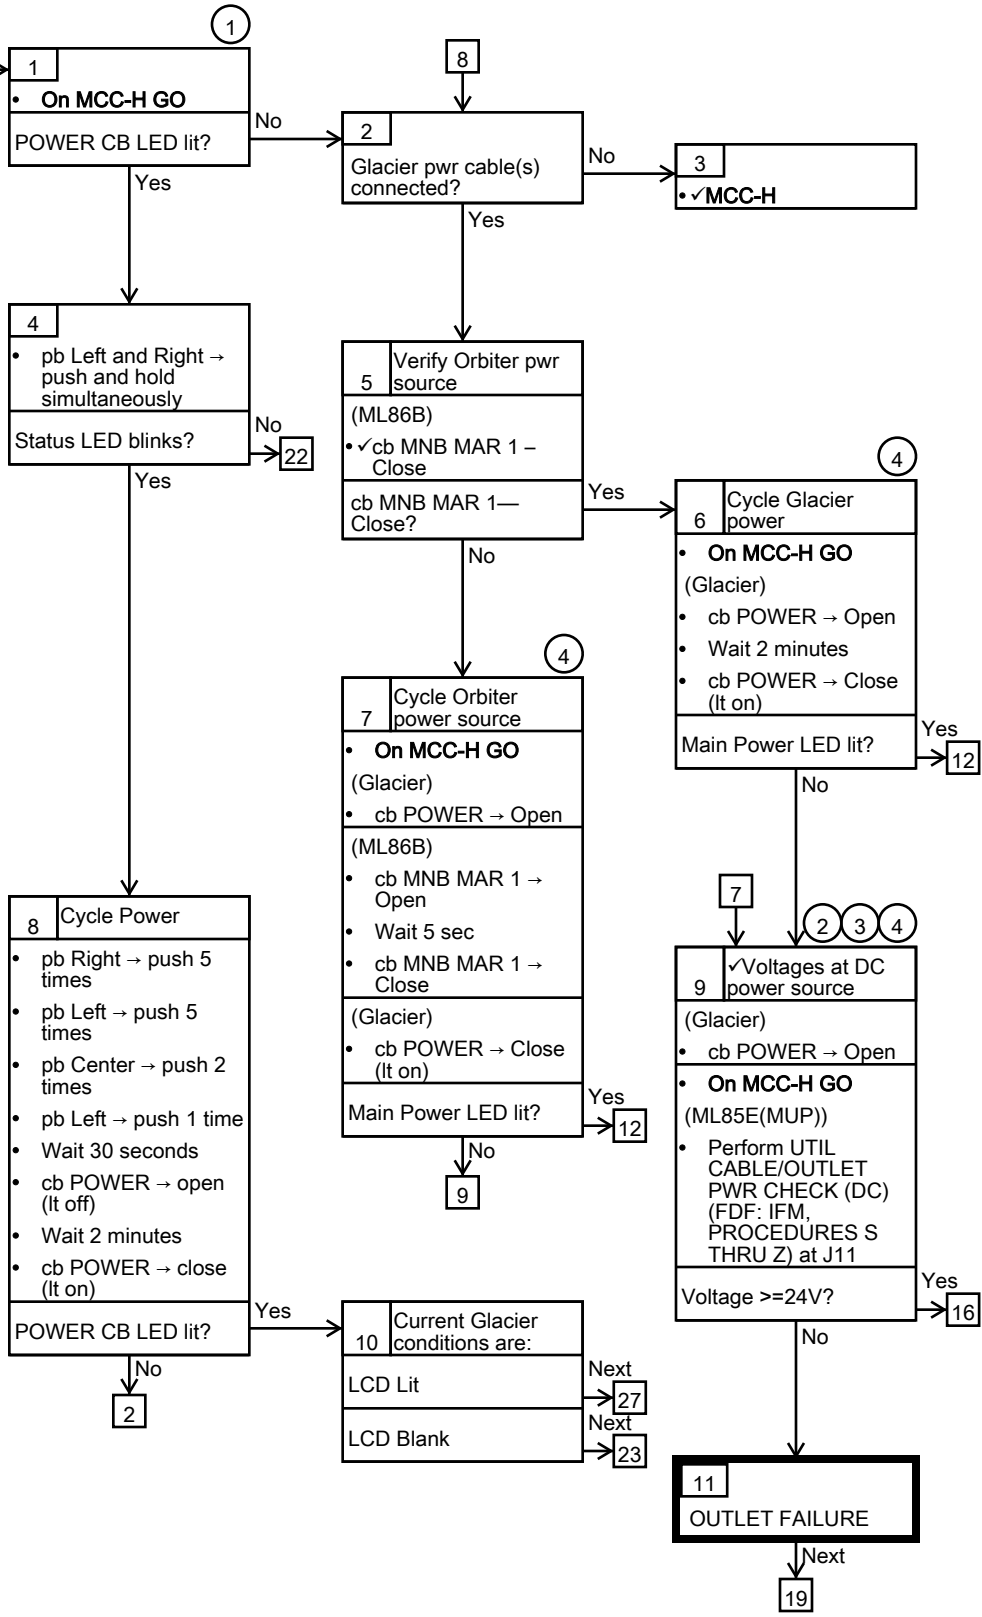 1
1
• On MCC-H GO
POWER CB LED lit?
No
Yes
8
2
Glacier pwr cable(s)
connected?
No
Yes
3
• ✓MCC-H
4
• pb Left and Right →
push and hold
simultaneously
Status LED blinks?
No
22
Yes
5
Verify Orbiter pwr
source
(ML86B)
• ✓cb MNB MAR 1 –
Close
cb MNB MAR 1—
Close?
Yes
No
4
6
Cycle Glacier
power
• On MCC-H GO
(Glacier)
• cb POWER → Open
• Wait 2 minutes
• cb POWER → Close
(lt on)
Main Power LED lit?
Yes
12
No
4
7
Cycle Orbiter
power source
• On MCC-H GO
(Glacier)
• cb POWER → Open
(ML86B)
• cb MNB MAR 1 →
Open
• Wait 5 sec
• cb MNB MAR 1 →
Close
(Glacier)
• cb POWER → Close
(lt on)
Main Power LED lit?
Yes
12
No
9
8
Cycle Power
• pb Right → push 5
times
• pb Left → push 5
times
• pb Center → push 2
times
• pb Left → push 1 time
• Wait 30 seconds
• cb POWER → open
(lt off)
• Wait 2 minutes
• cb POWER → close
(lt on)
POWER CB LED lit?
Yes
No
2
7
2
3
4
9
✓Voltages at DC
power source
(Glacier)
• cb POWER → Open
• On MCC-H GO
(ML85E(MUP))
• Perform UTIL
CABLE/OUTLET
PWR CHECK (DC)
(FDF: IFM,
PROCEDURES S
THRU Z) at J11
Voltage >=24V?
Yes
16
No
10
Current Glacier
conditions are:
LCD Lit
Next
27
LCD Blank
Next
23
11
OUTLET FAILURE
Next
19